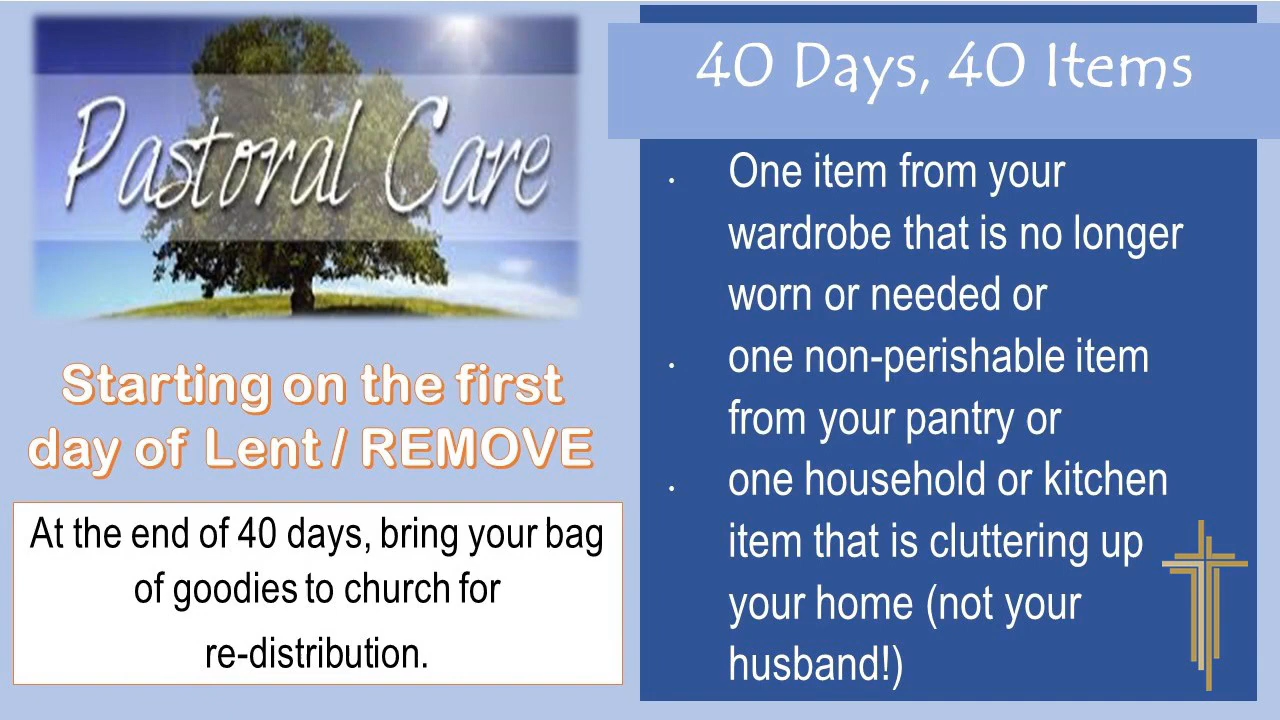 Pastoral Care
Starting on the first
day of Lent / REMOVE
At the end of 40 days, bring your bag
of goodies to church for
re-distribution.
40 Days, 40 Items
• One item from your
wardrobe that is no longer
worn or needed or
• one non-perishable item
from your pantry or
• one household or kitchen
item that is cluttering up
your home (not your
husband!)